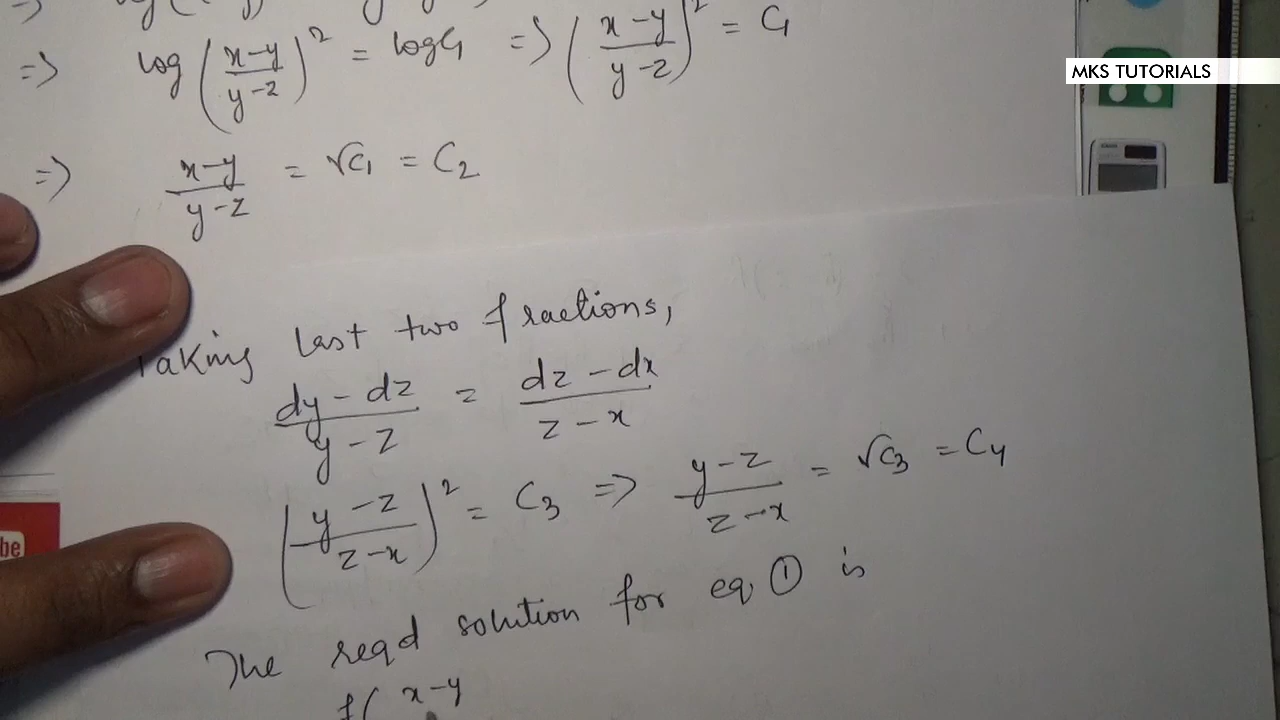 => log((x-y)/(y-z))² = log C₁ => ((x-y)/(y-z))² = C₁
MKS TUTORIALS
=> (x-y)/(y-z) = √C₁ = C₂
Taking last two fractions,
(dy-dz)/(y-z) = (dz-dx)/(z-x)
((y-z)/(z-x))² = C₃ => (y-z)/(z-x) = √C₃ = C₄
be
The reqd solution for eq ① is
f( x-y